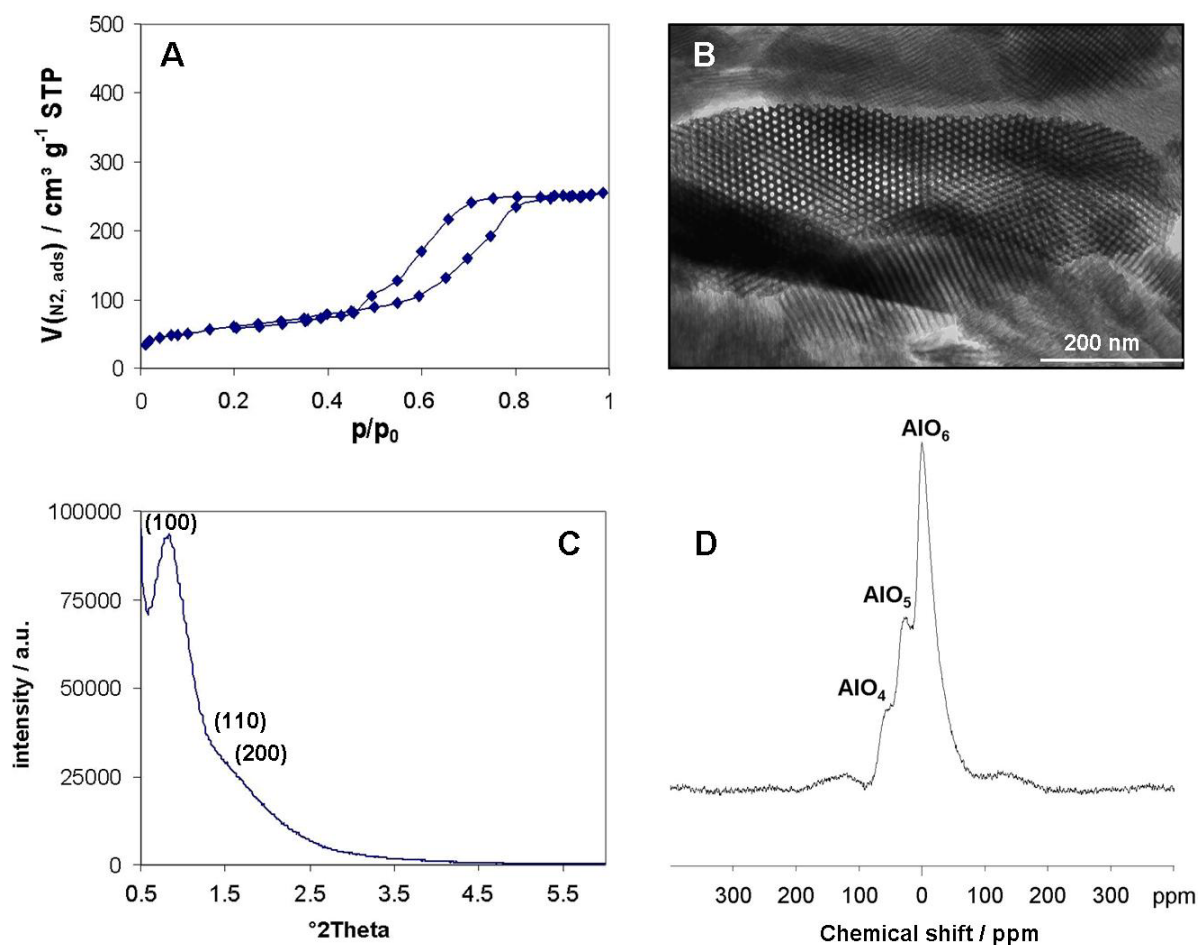 A
500
400
300
200
100
0
V(N2, ads) / cm³ g⁻¹ STP
0 0.2 0.4 0.6 0.8 1
p/p₀
B
200 nm
C
100000
75000
50000
25000
0
intensity / a.u.
(100)
(110)
(200)
0.5 1.5 2.5 3.5 4.5 5.5
°2Theta
D
AlO₆
AlO₅
AlO₄
300 200 100 0 100 200 300 ppm
Chemical shift / ppm